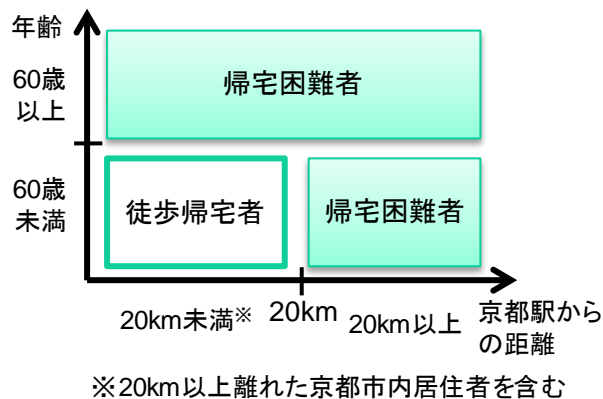 年齢
60歳
以上
帰宅困難者
60歳
未満
徒歩帰宅者
帰宅困難者
20km未満※
20km
20km以上
京都駅から
の距離
※20km以上離れた京都市内居住者を含む